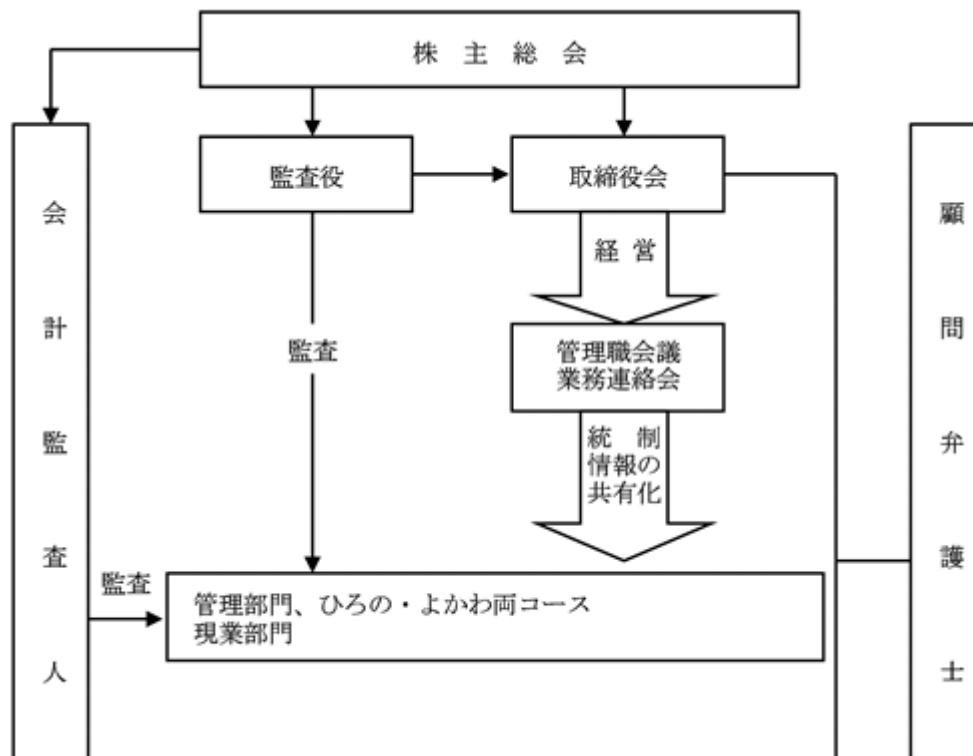 株主総会
監査役
取締役会
会計監査人
顧問弁護士
経営
監査
管理職会議
業務連絡会
統制
情報の
共有化
監査
管理部門、ひろの・よかわ両コース
現業部門